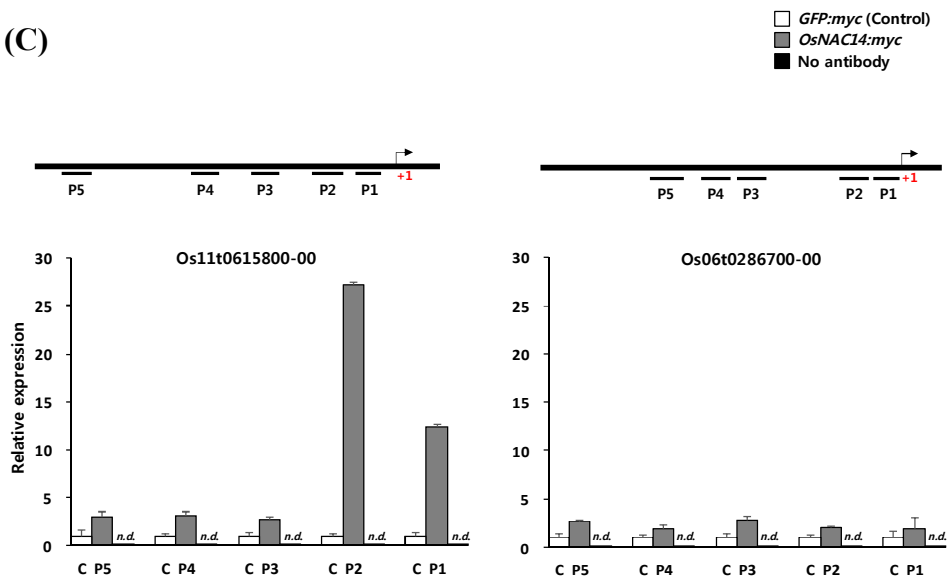 (C)
GFP:myc (Control)
OsNAC14:myc
No antibody
P5 P4 P3 P2 P1 +1
P5 P4 P3 P2 P1 +1
Os11t0615800-00
Relative expression
30
25
20
15
10
5
0
n.d. n.d. n.d. n.d. n.d.
C P5 C P4 C P3 C P2 C P1
Os06t0286700-00
30
25
20
15
10
5
0
n.d. n.d. n.d. n.d. n.d.
C P5 C P4 C P3 C P2 C P1